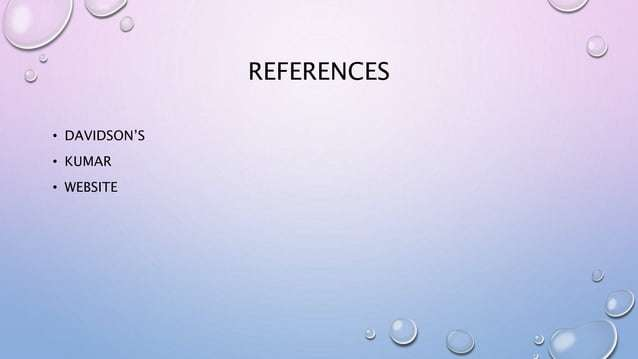 REFERENCES
• DAVIDSON'S
• KUMAR
• WEBSITE